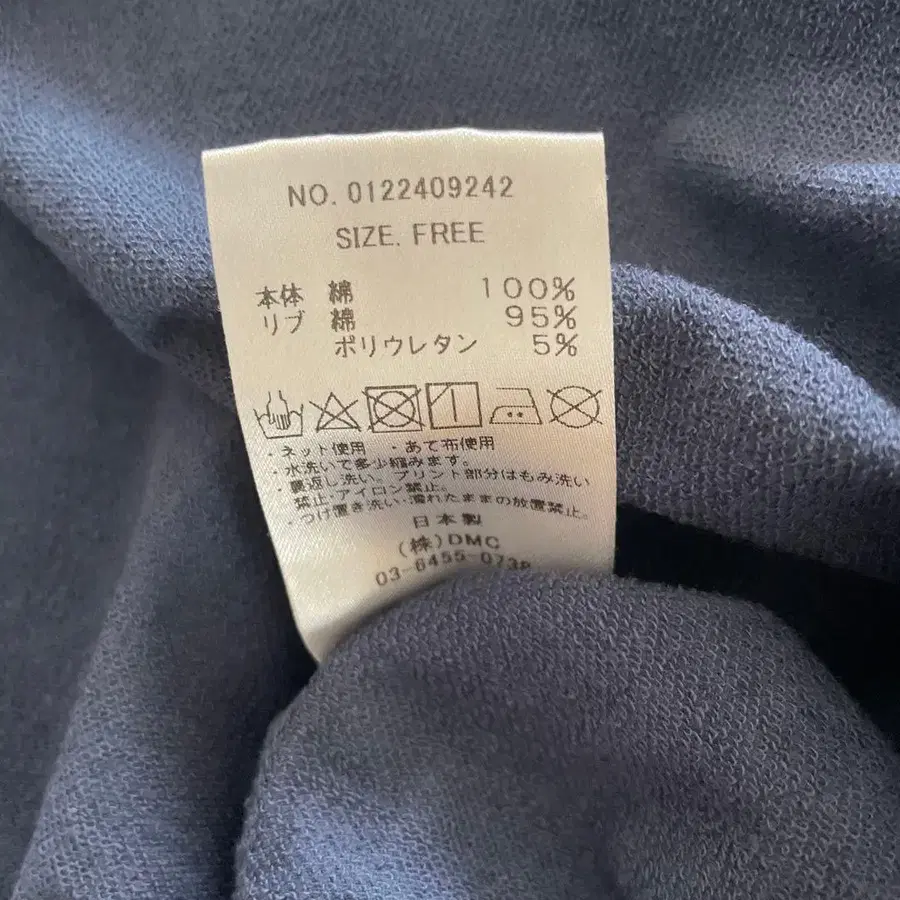 NO. 0122409242
SIZE. FREE
本体 綿 100%
リブ 綿 95%
ポリウレタン 5%
・ネット使用 ・あて布使用
・水洗いで多少縮みます。
・裏返し洗い。プリント部分はもみ洗い
禁止・アイロン禁止。
・つけ置き洗い・濡れたままの放置禁止。
日本製
(株)DMC
03-6455-0738